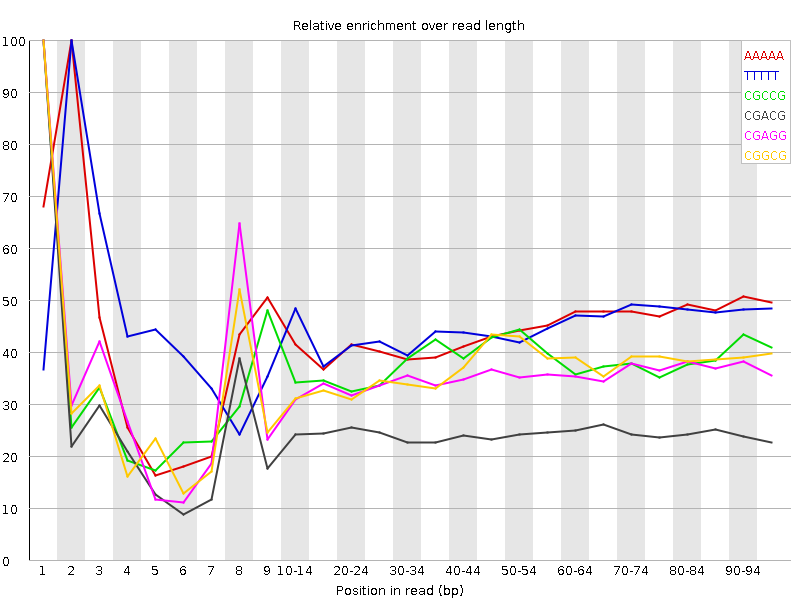 Relative enrichment over read length
100
90
80
70
60
50
40
30
20
10
0
AAAAA
TTTTT
CGCCG
CGACG
CGAGG
CGGCG
1 2 3 4 5 6 7 8 9 10-14 20-24 30-34 40-44 50-54 60-64 70-74 80-84 90-94
Position in read (bp)